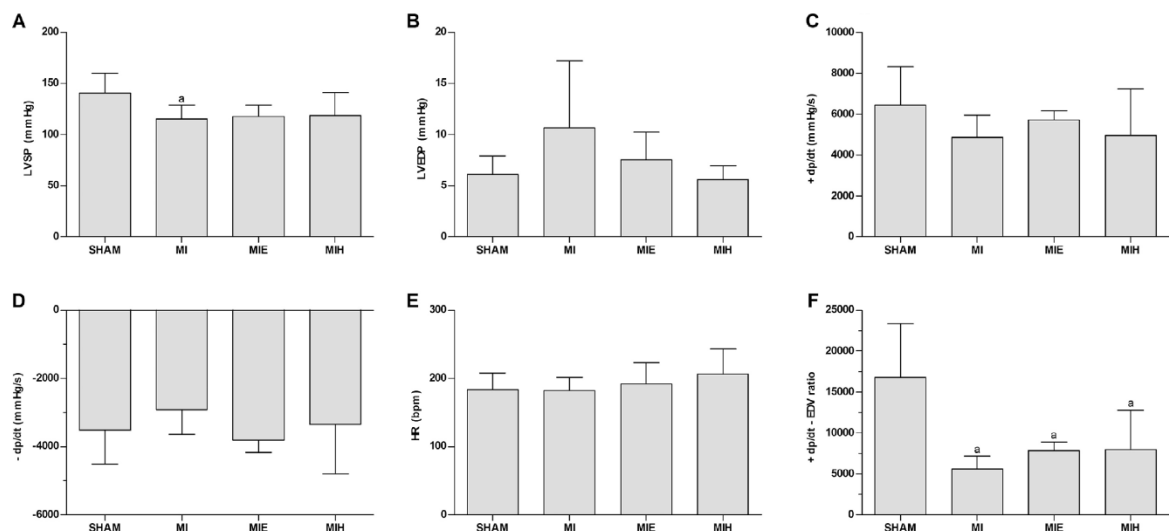 A
LVSP (mmHg)
200
150
100
50
0
a
SHAM MI MIE MIH
B
LVEDP (mmHg)
20
15
10
5
0
SHAM MI MIE MIH
C
+ dp/dt (mmHg/s)
10000
8000
6000
4000
2000
0
SHAM MI MIE MIH
D
- dp/dt (mmHg/s)
0
-2000
-4000
-6000
SHAM MI MIE MIH
E
HR (bpm)
300
200
100
0
SHAM MI MIE MIH
F
+ dp/dt - EDV ratio
25000
20000
15000
10000
5000
0
a
a
a
SHAM MI MIE MIH